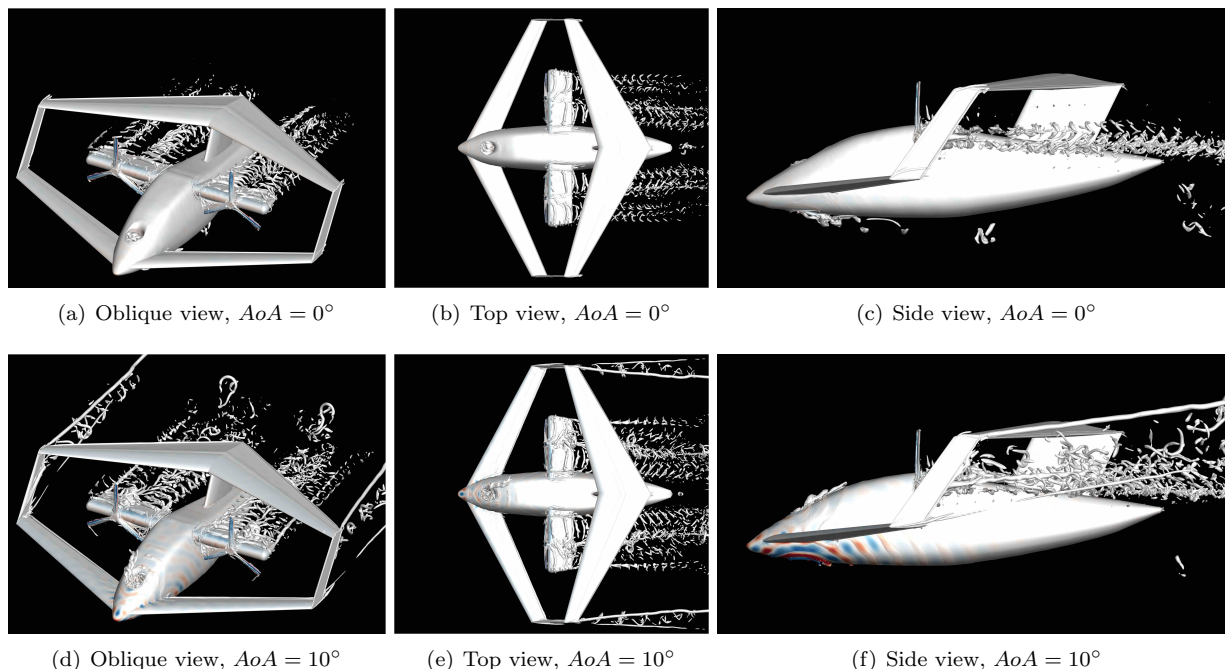 (a) Oblique view, AoA = 0°
(b) Top view, AoA = 0°
(c) Side view, AoA = 0°
(d) Oblique view, AoA = 10°
(e) Top view, AoA = 10°
(f) Side view, AoA = 10°